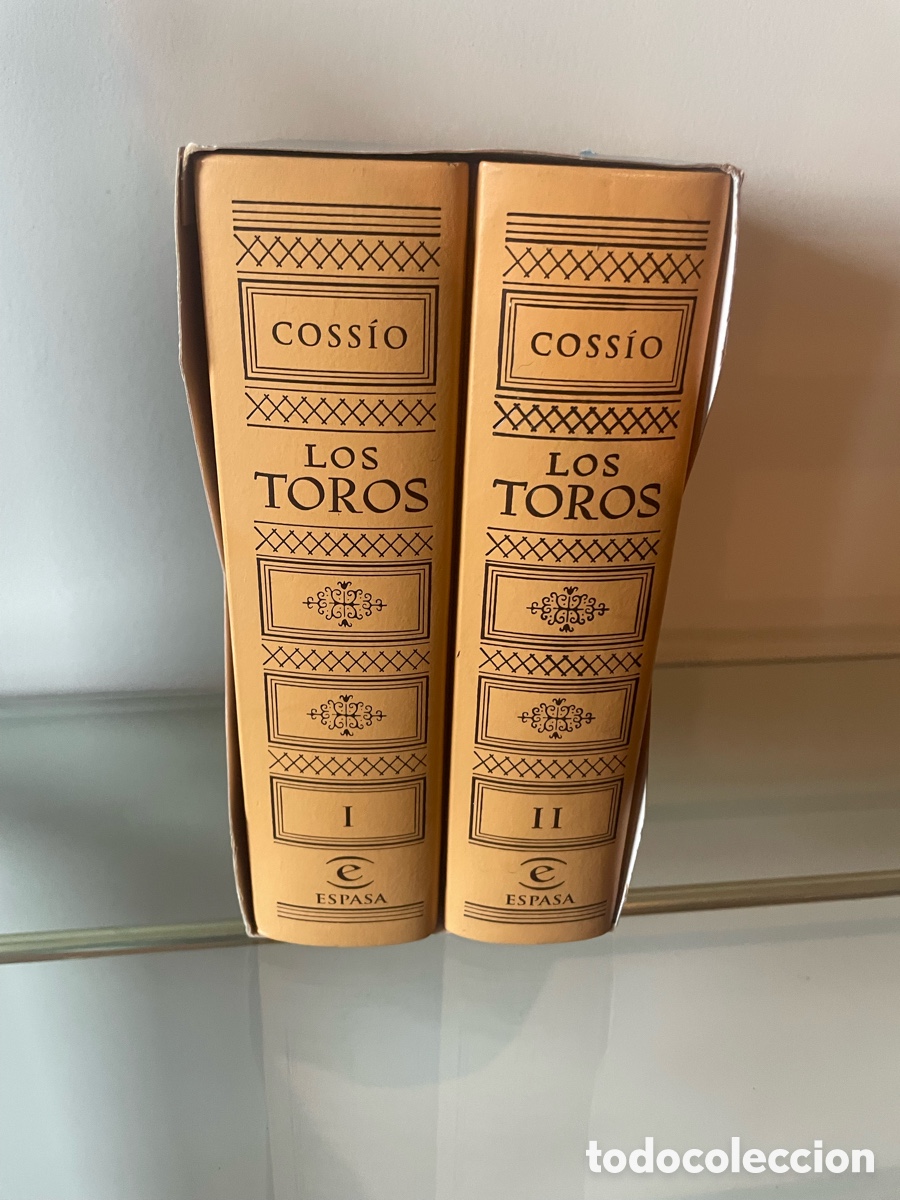 COSSÍO
LOS
TOROS
I
e
ESPASA
COSSÍO
LOS
TOROS
II
e
ESPASA
todocoleccion